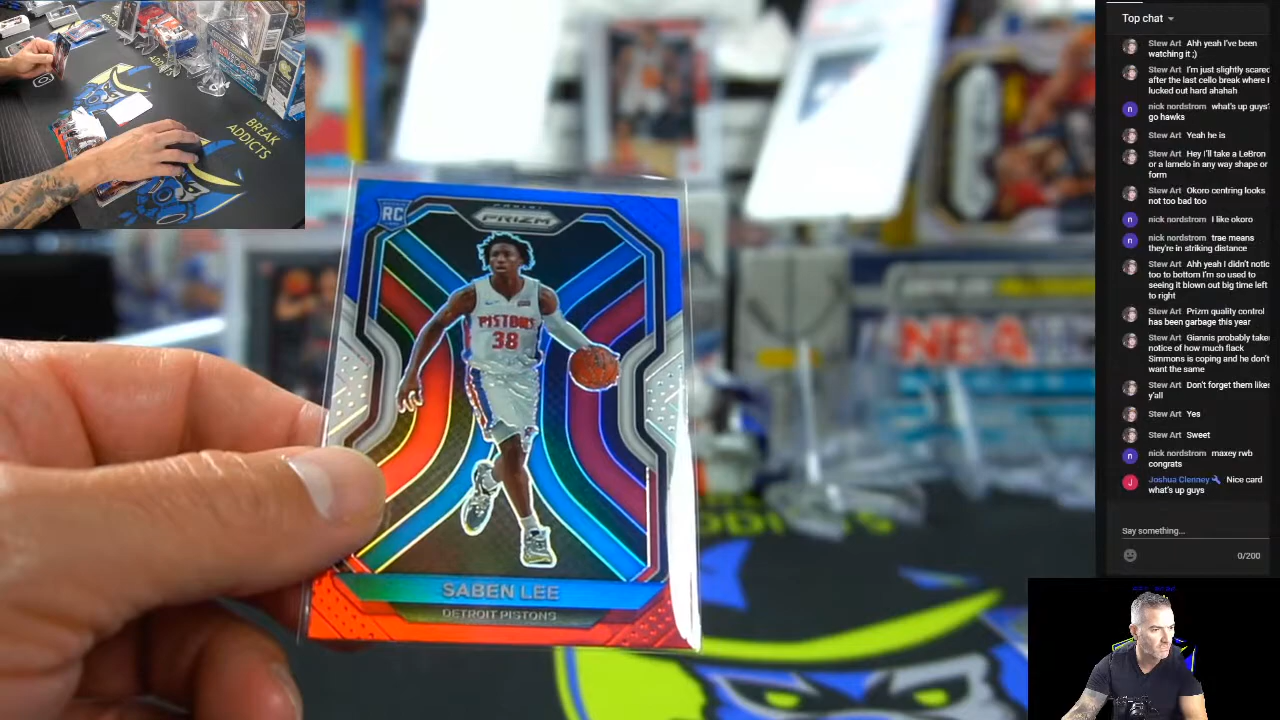 BREAK
ADDICTS
RC
PANINI
PRIZM
PISTONS
38
SABEN LEE
DETROIT PISTONS
NBA
Top chat
Stew Art Ahh yeah I've been
watching it ;)
Stew Art I'm just slightly scared
after the last cello break where I
lucked out hard ahahah
nick nordstrom what's up guys?
go hawks
Stew Art Yeah he is
Stew Art Hey I'll take a LeBron
or a lamelo in any way shape or
form
Stew Art Okoro centring looks
not too bad too
nick nordstrom I like okoro
nick nordstrom trae means
they're in striking distance
Stew Art Ahh yeah I didn't notic
too to bottom I'm so used to
seeing it blown out big time left
to right
Stew Art Prizm quality control
has been garbage this year
Stew Art Giannis probably take
notice of how much flack
Simmons is coping and he don't
want the same
Stew Art Don't forget them likes
y'all
Stew Art Yes
Stew Art Sweet
nick nordstrom maxey rwb
congrats
Joshua Clenney Nice card
what's up guys
Say something...
0/200